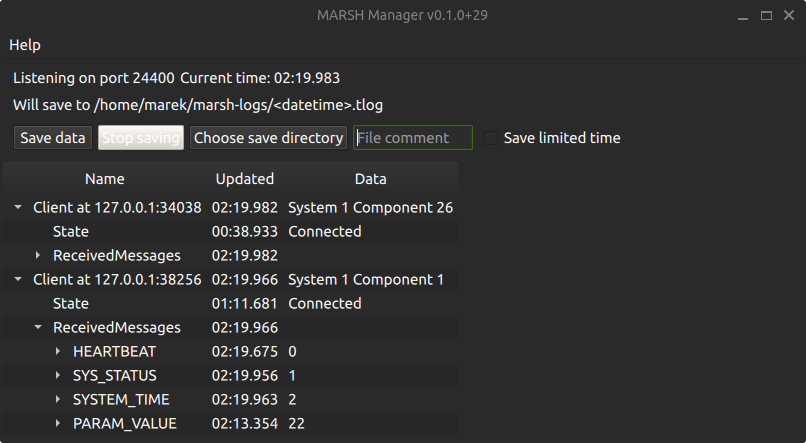 MARSH Manager v0.1.0+29
Help
Listening on port 24400 Current time: 02:19.983
Will save to /home/marek/marsh-logs/<datetime>.tlog
Save data Stop saving Choose save directory File comment Save limited time
Name Updated Data
Client at 127.0.0.1:34038 02:19.982 System 1 Component 26
State 00:38.933 Connected
ReceivedMessages 02:19.982
Client at 127.0.0.1:38256 02:19.966 System 1 Component 1
State 01:11.681 Connected
ReceivedMessages 02:19.966
HEARTBEAT 02:19.675 0
SYS_STATUS 02:19.956 1
SYSTEM_TIME 02:19.963 2
PARAM_VALUE 02:13.354 22